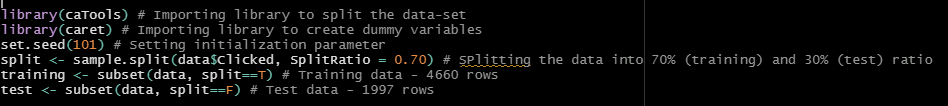 library(caTools) # Importing library to split the data-set
library(caret) # Importing library to create dummy variables
set.seed(101) # Setting initialization parameter
split <- sample.split(data$Clicked, SplitRatio = 0.70) # SPlitting the data into 70% (training) and 30% (test) ratio
training <- subset(data, split==T) # Training data - 4660 rows
test <- subset(data, split==F) # Test data - 1997 rows